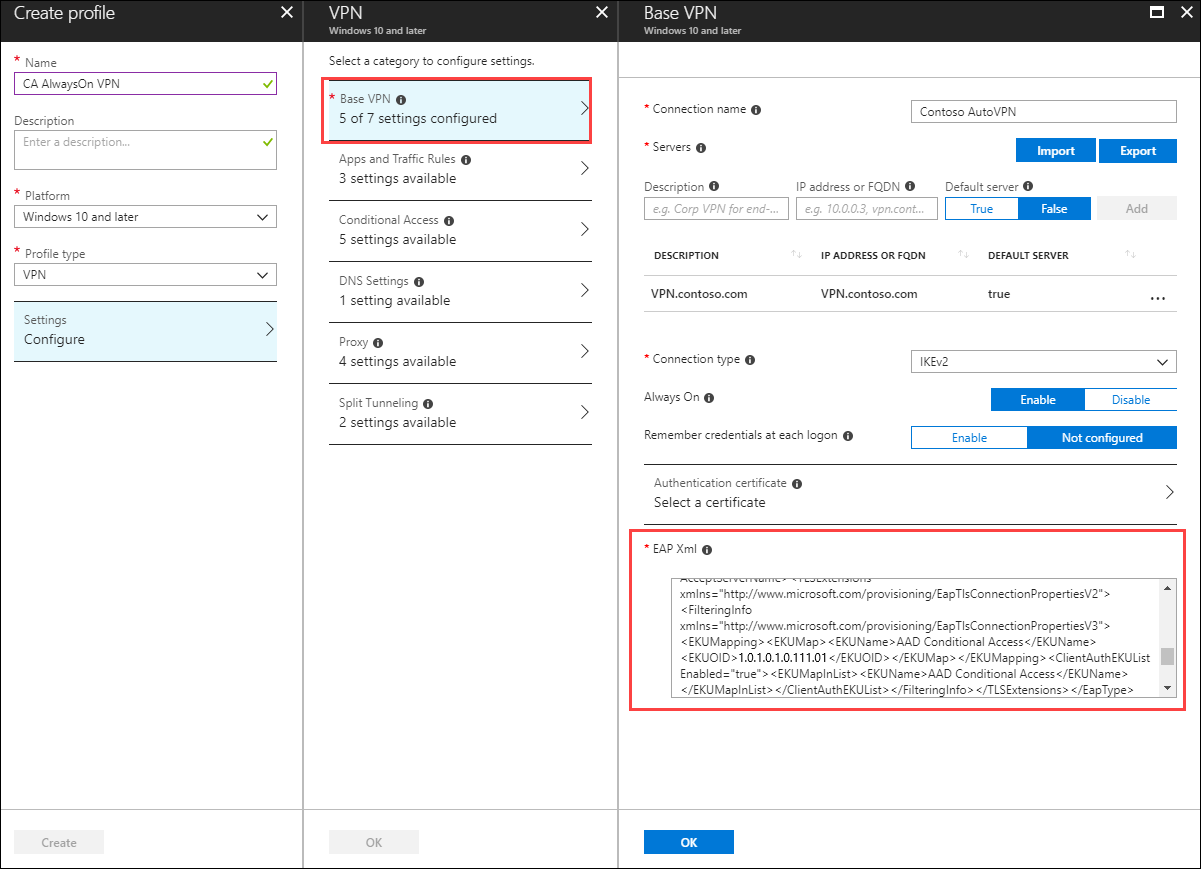 Create profile
* Name
CA AlwaysOn VPN
Description
Enter a description...
* Platform
Windows 10 and later
* Profile type
VPN
Settings
Configure
Create
VPN
Windows 10 and later
Select a category to configure settings.
* Base VPN
5 of 7 settings configured
Apps and Traffic Rules
3 settings available
Conditional Access
5 settings available
DNS Settings
1 setting available
Proxy
4 settings available
Split Tunneling
2 settings available
OK
Base VPN
Windows 10 and later
* Connection name
Contoso AutoVPN
* Servers
Import Export
Description IP address or FQDN Default server
e.g. Corp VPN for end-... e.g. 10.0.0.3, vpn.cont... True False Add
DESCRIPTION IP ADDRESS OR FQDN DEFAULT SERVER
VPN.contoso.com VPN.contoso.com true ...
* Connection type
IKEv2
Always On
Enable Disable
Remember credentials at each logon
Enable Not configured
Authentication certificate
Select a certificate
* EAP Xml
AcceptServerName><TLSExtensions
xmlns="http://www.microsoft.com/provisioning/EapTlsConnectionPropertiesV2">
<FilteringInfo
xmlns="http://www.microsoft.com/provisioning/EapTlsConnectionPropertiesV3">
<EKUMapping><EKUMap><EKUName>AAD Conditional Access</EKUName>
<EKUOID>1.0.1.0.1.0.111.01</EKUOID></EKUMap></EKUMapping><ClientAuthEKUList
Enabled="true"><EKUMapInList><EKUName>AAD Conditional Access</EKUName>
</EKUMapInList></ClientAuthEKUList></FilteringInfo></TLSExtensions></EapType>
OK